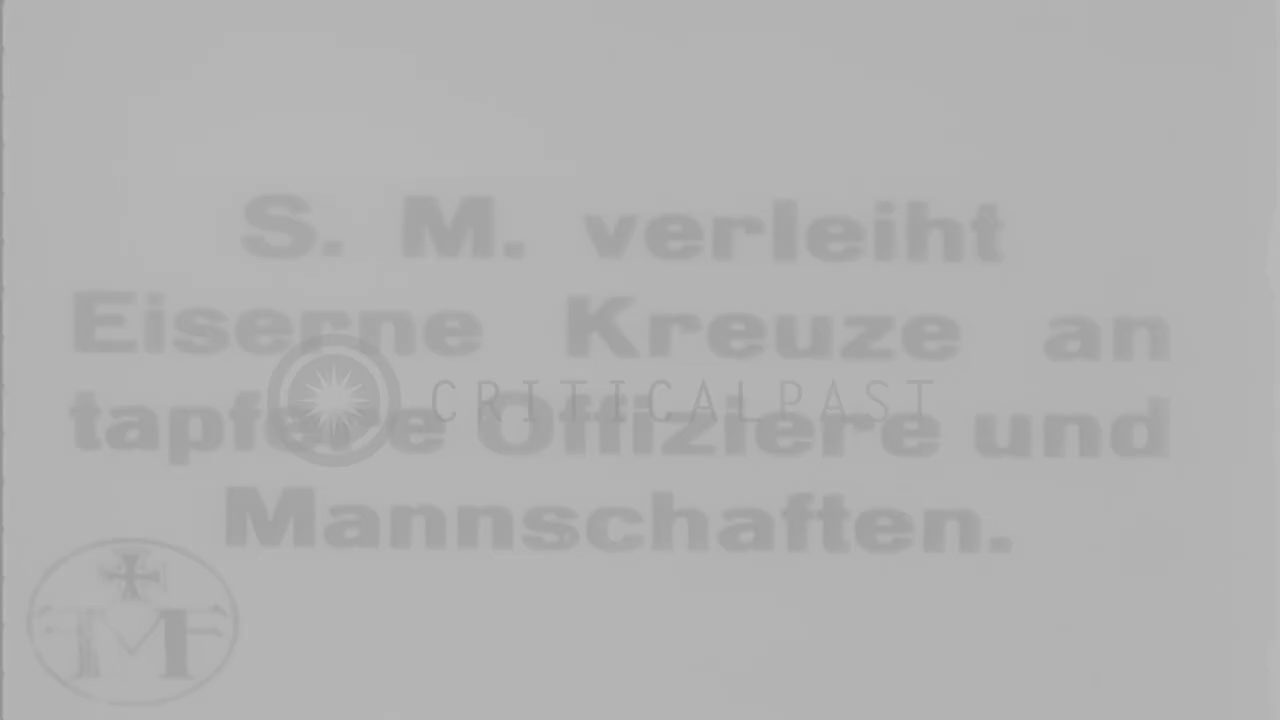 S. M. verleiht
Eiserne Kreuze an
CRITICALPAST
tapfere Offiziere und
Mannschaften.